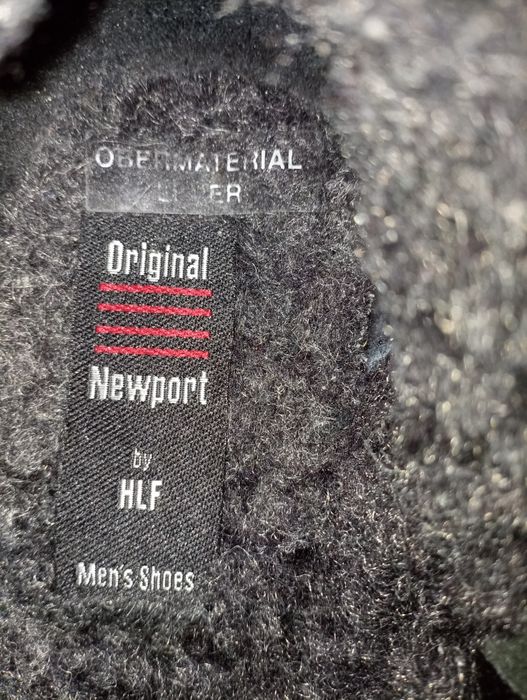 OBERMATERIAL
Original
Newport
by
HLF
Men's Shoes